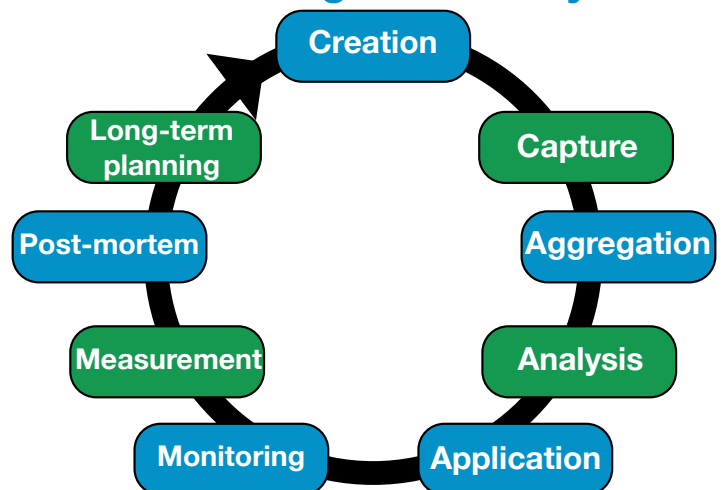 Creation
Capture
Aggregation
Analysis
Application
Monitoring
Measurement
Post-mortem
Long-term
planning